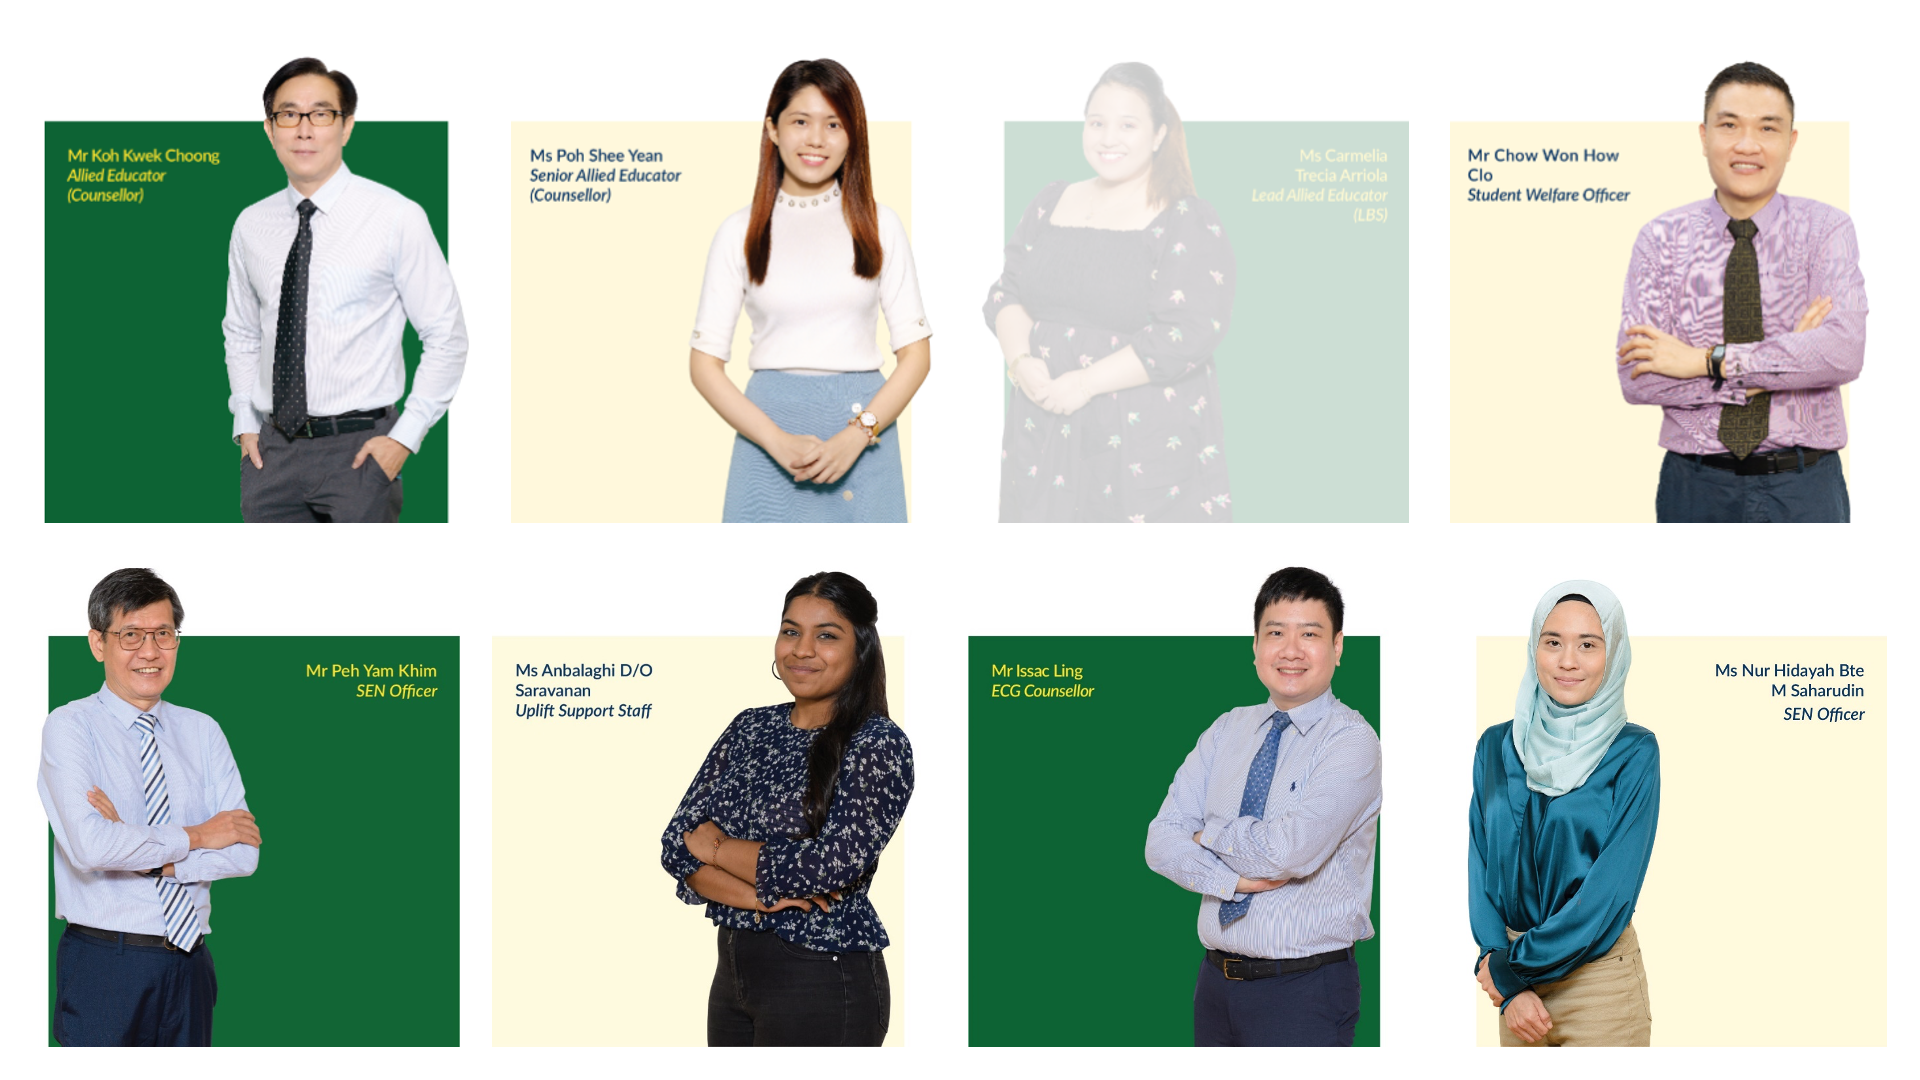 Mr Koh Kwek Choong
Allied Educator
(Counsellor)
Ms Poh Shee Yean
Senior Allied Educator
(Counsellor)
Ms Carmelia
Trecia Arriola
Lead Allied Educator
(LBS)
Mr Chow Won How
Clo
Student Welfare Officer
Mr Peh Yam Khim
SEN Officer
Ms Anbalaghi D/O
Saravanan
Uplift Support Staff
Mr Issac Ling
ECG Counsellor
Ms Nur Hidayah Bte
M Saharudin
SEN Officer